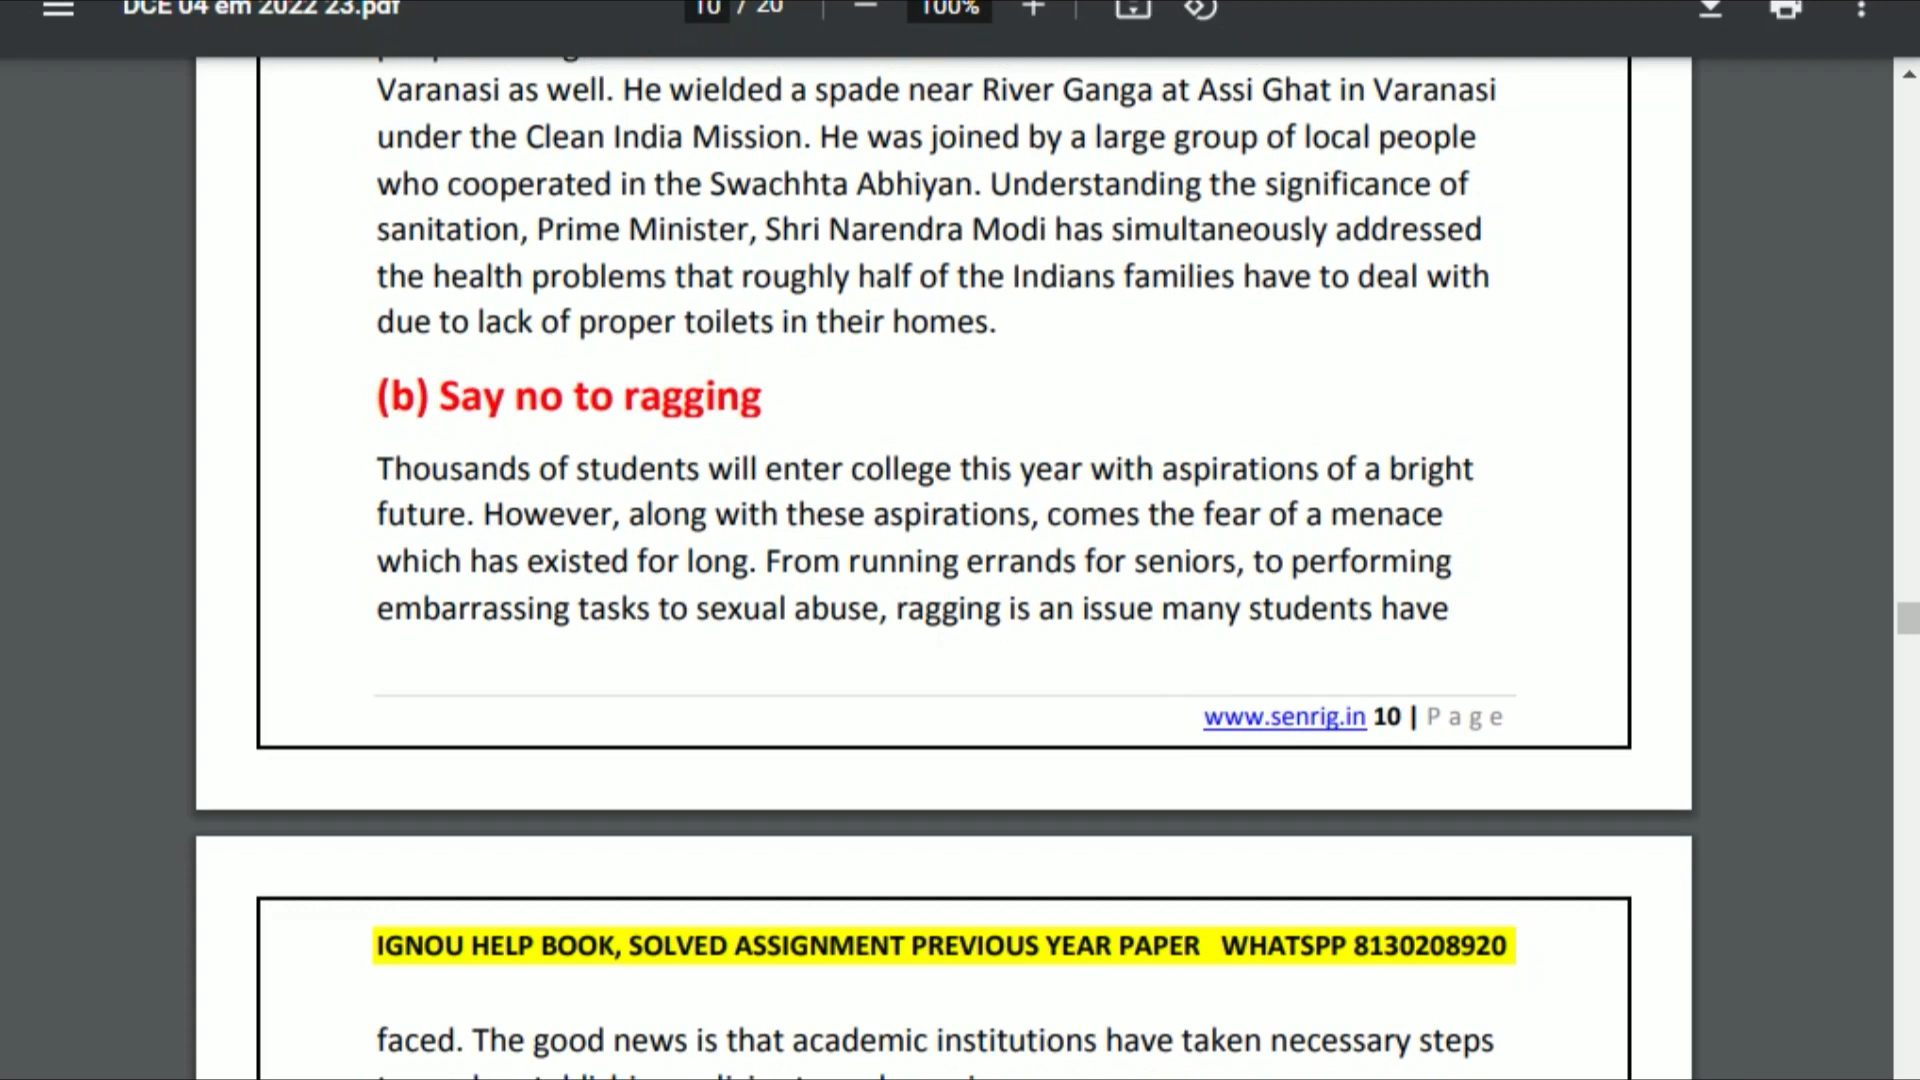 DCE 04 em 2022 23.pdf
10 / 20
100%
Varanasi as well. He wielded a spade near River Ganga at Assi Ghat in Varanasi
under the Clean India Mission. He was joined by a large group of local people
who cooperated in the Swachhta Abhiyan. Understanding the significance of
sanitation, Prime Minister, Shri Narendra Modi has simultaneously addressed
the health problems that roughly half of the Indians families have to deal with
due to lack of proper toilets in their homes.
(b) Say no to ragging
Thousands of students will enter college this year with aspirations of a bright
future. However, along with these aspirations, comes the fear of a menace
which has existed for long. From running errands for seniors, to performing
embarrassing tasks to sexual abuse, ragging is an issue many students have
www.senrig.in 10 | Page
IGNOU HELP BOOK, SOLVED ASSIGNMENT PREVIOUS YEAR PAPER WHATSPP 8130208920
faced. The good news is that academic institutions have taken necessary steps